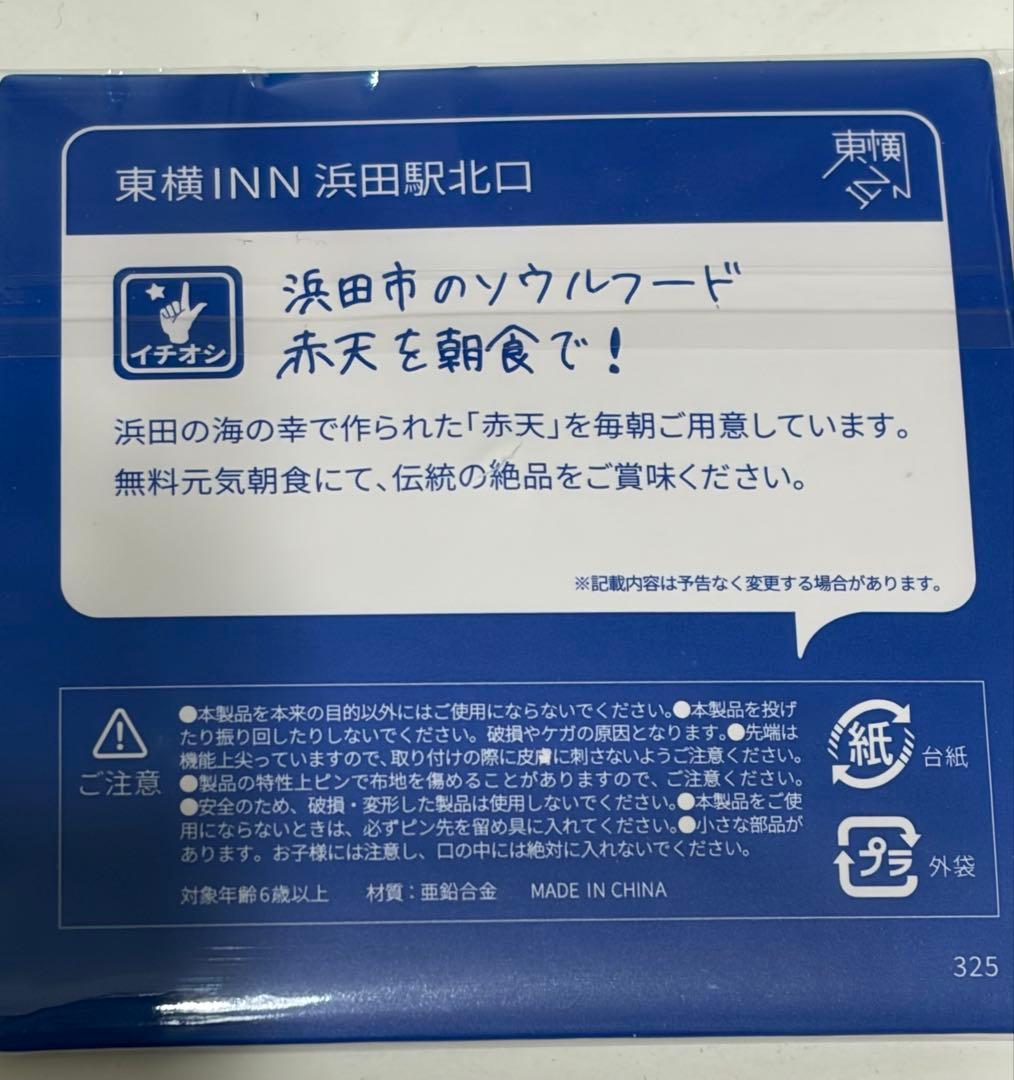 東横INN 浜田駅北口
東横INN
イチオシ
浜田市のソウルフード
赤天を朝食で!
浜田の海の幸で作られた「赤天」を毎朝ご用意しています。
無料元気朝食にて、伝統の絶品をご賞味ください。
※記載内容は予告なく変更する場合があります。
ご注意
●本製品を本来の目的以外にはご使用にならないでください。●本製品を投げ
たり振り回したりしないでください。破損やケガの原因となります。●先端は
機能上尖っていますので、取り付けの際に皮膚に刺さないようご注意ください。
●製品の特性上ピンで布地を傷めることがありますので、ご注意ください。
●安全のため、破損・変形した製品は使用しないでください。●本製品をご使
用にならないときは、必ずピン先を留め具に入れてください。●小さな部品が
あります。お子様には注意し、口の中には絶対に入れないでください。
対象年齢6歳以上 材質：亜鉛合金 MADE IN CHINA
紙 台紙
プラ 外袋
325